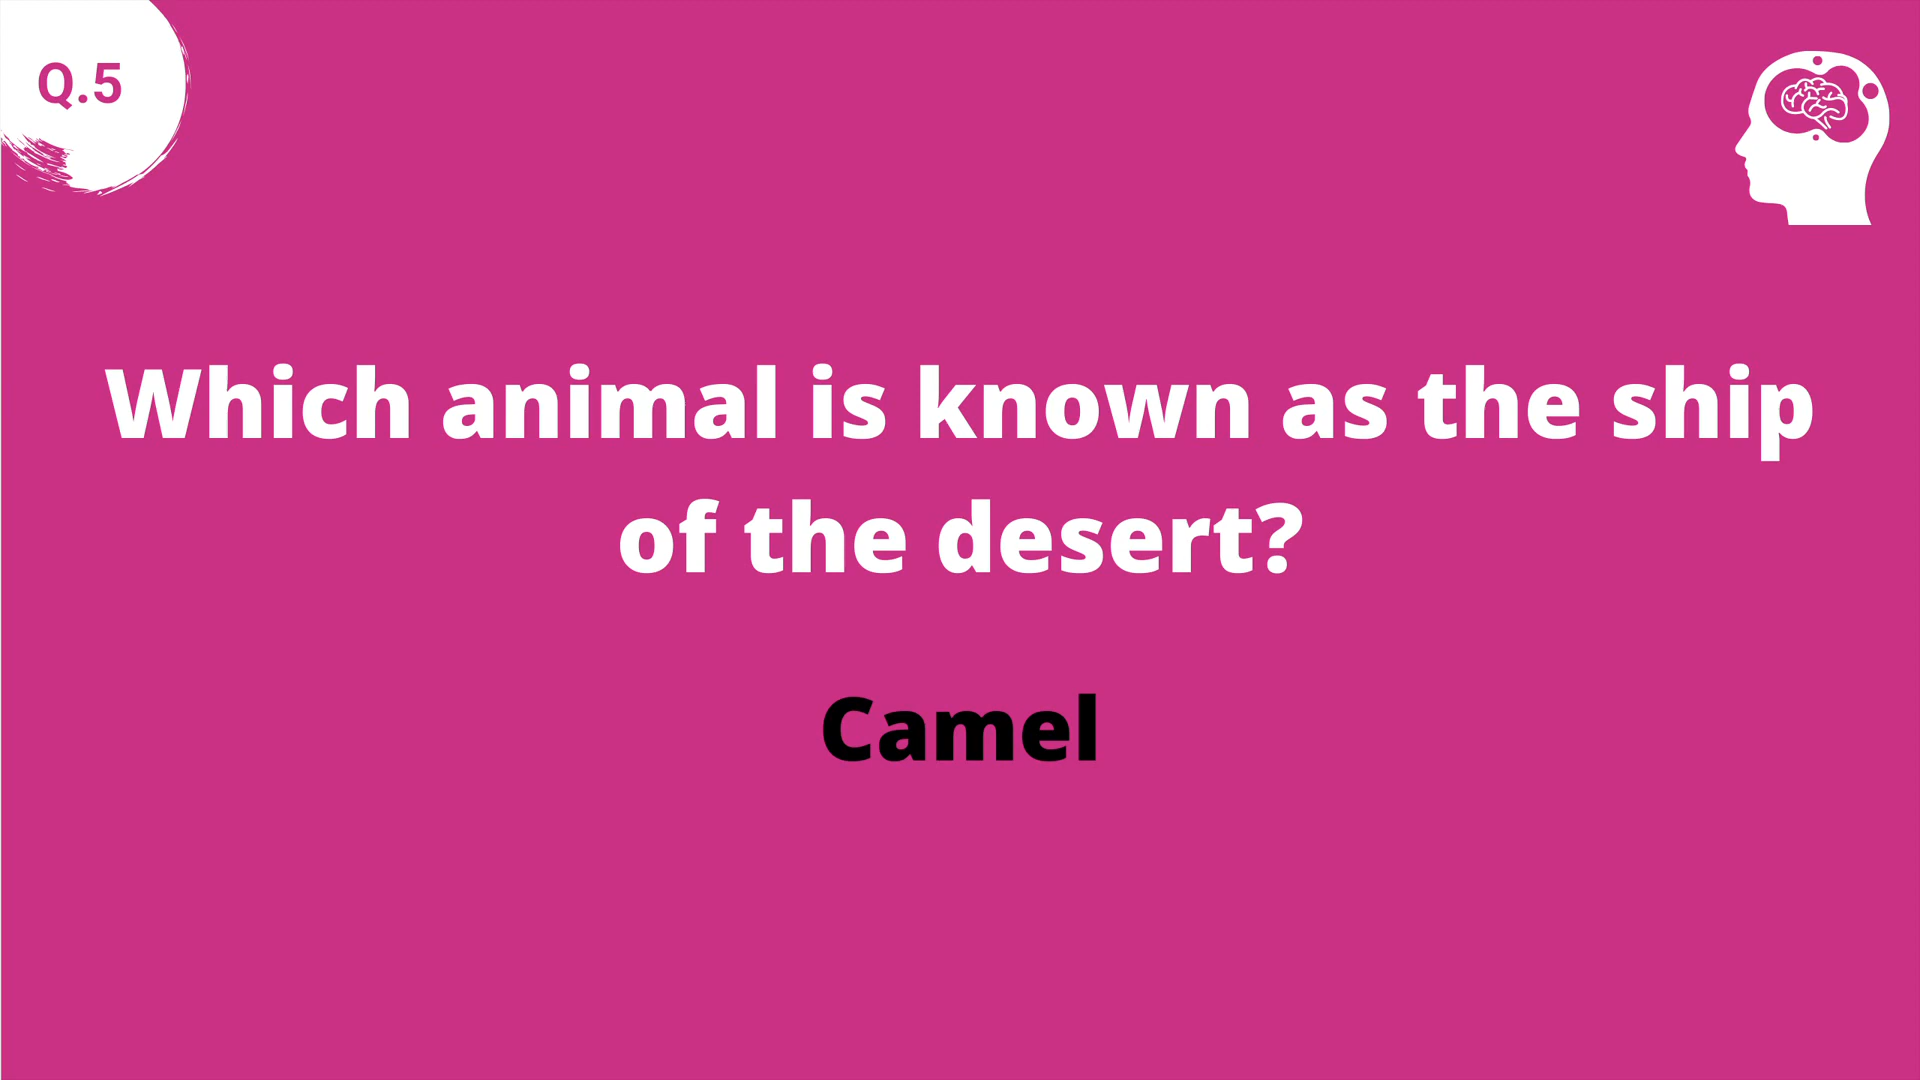 Q.5
Which animal is known as the ship
of the desert?
Camel